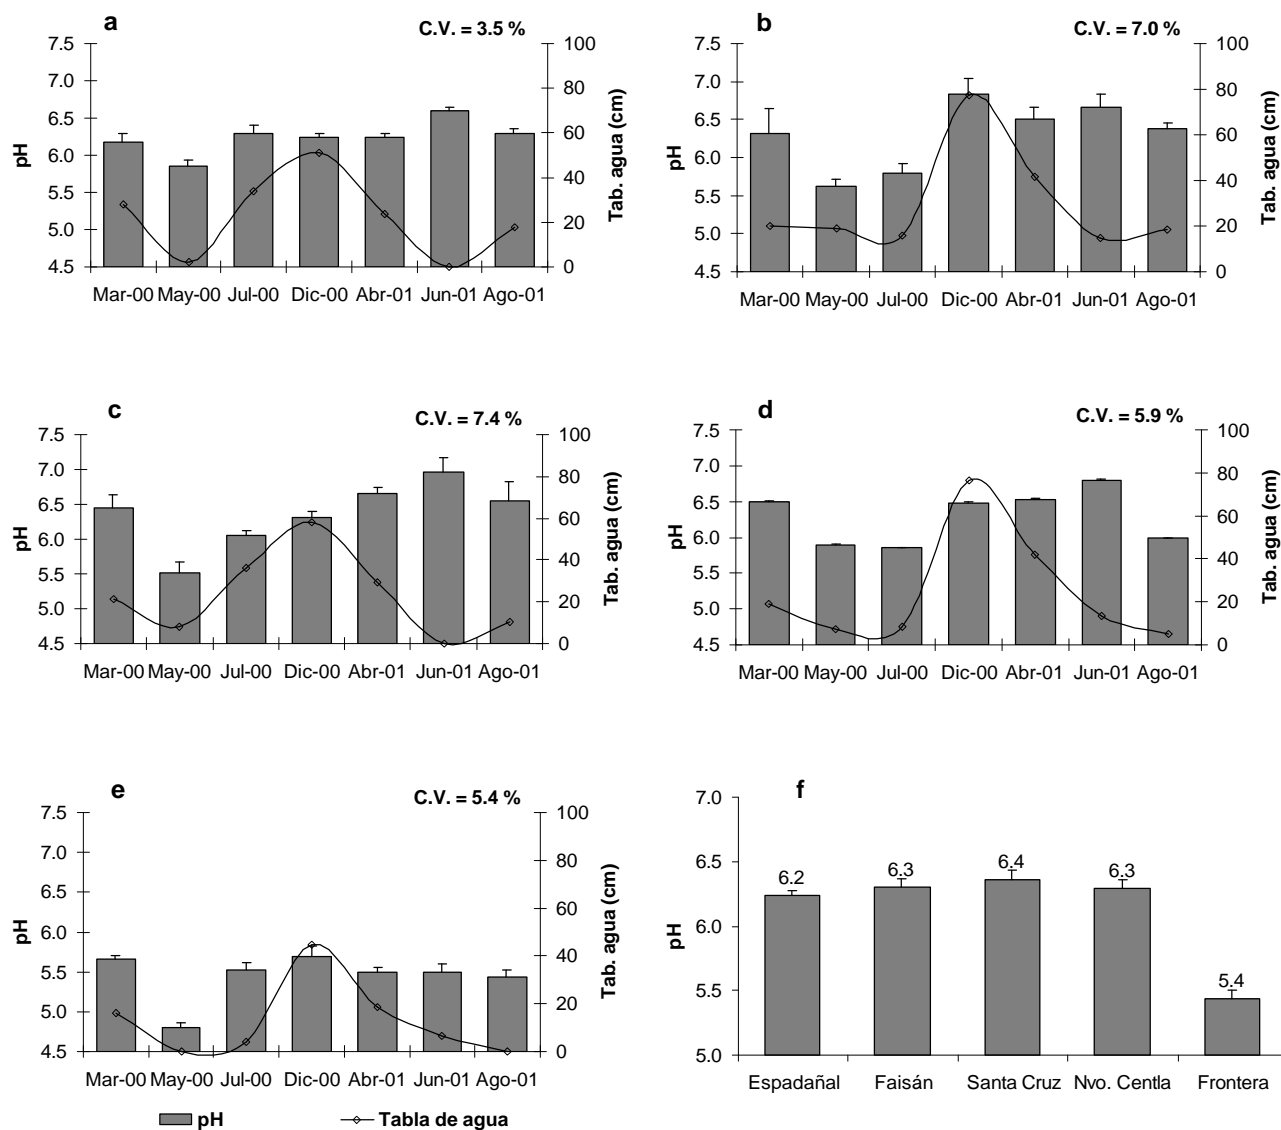 a
C.V. = 3.5 %
7.5
7.0
6.5
6.0
5.5
5.0
4.5
pH
100
80
60
40
20
0
Tab. agua (cm)
Mar-00 May-00 Jul-00 Dic-00 Abr-01 Jun-01 Ago-01
b
C.V. = 7.0 %
7.5
7.0
6.5
6.0
5.5
5.0
4.5
pH
100
80
60
40
20
0
Tab. agua (cm)
Mar-00 May-00 Jul-00 Dic-00 Abr-01 Jun-01 Ago-01
c
C.V. = 7.4 %
7.5
7.0
6.5
6.0
5.5
5.0
4.5
pH
100
80
60
40
20
0
Tab. agua (cm)
Mar-00 May-00 Jul-00 Dic-00 Abr-01 Jun-01 Ago-01
d
C.V. = 5.9 %
7.5
7.0
6.5
6.0
5.5
5.0
4.5
pH
100
80
60
40
20
0
Tab. agua (cm)
Mar-00 May-00 Jul-00 Dic-00 Abr-01 Jun-01 Ago-01
e
C.V. = 5.4 %
7.5
7.0
6.5
6.0
5.5
5.0
4.5
pH
100
80
60
40
20
0
Tab. agua (cm)
Mar-00 May-00 Jul-00 Dic-00 Abr-01 Jun-01 Ago-01
pH Tabla de agua
f
7.0
6.5
6.0
5.5
5.0
pH
6.2 6.3 6.4 6.3 5.4
Espadañal Faisán Santa Cruz Nvo. Centla Frontera